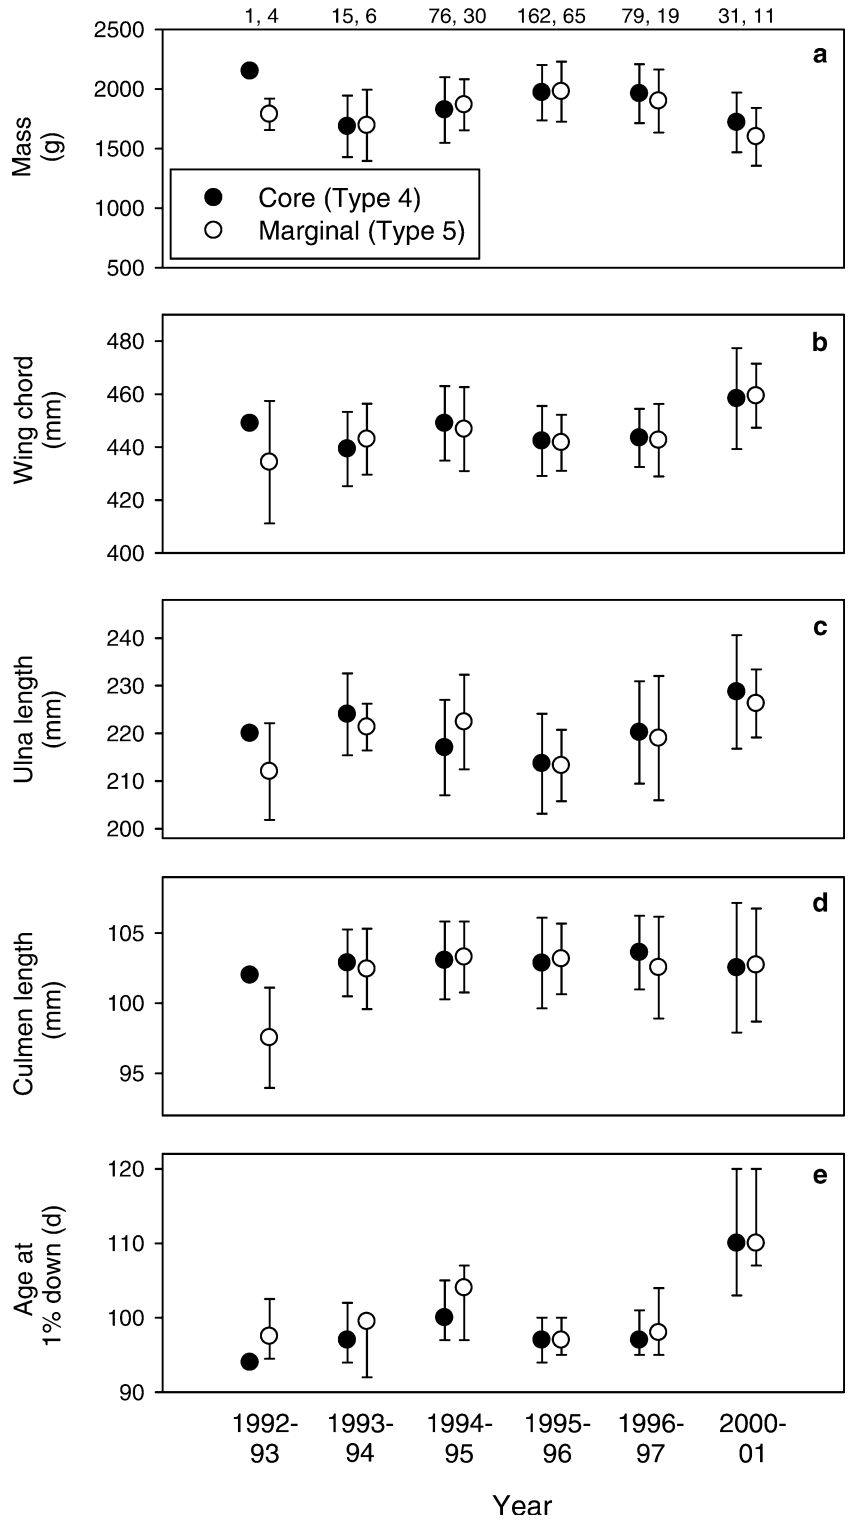 1, 4 15, 6 76, 30 162, 65 79, 19 31, 11
a
2500
2000
1500
1000
500
Mass
(g)
Core (Type 4)
Marginal (Type 5)
b
480
460
440
420
400
Wing chord
(mm)
c
240
230
220
210
200
Ulna length
(mm)
d
105
100
95
Culmen length
(mm)
e
120
110
100
90
Age at
1% down (d)
1992- 1993- 1994- 1995- 1996- 2000-
93 94 95 96 97 01
Year